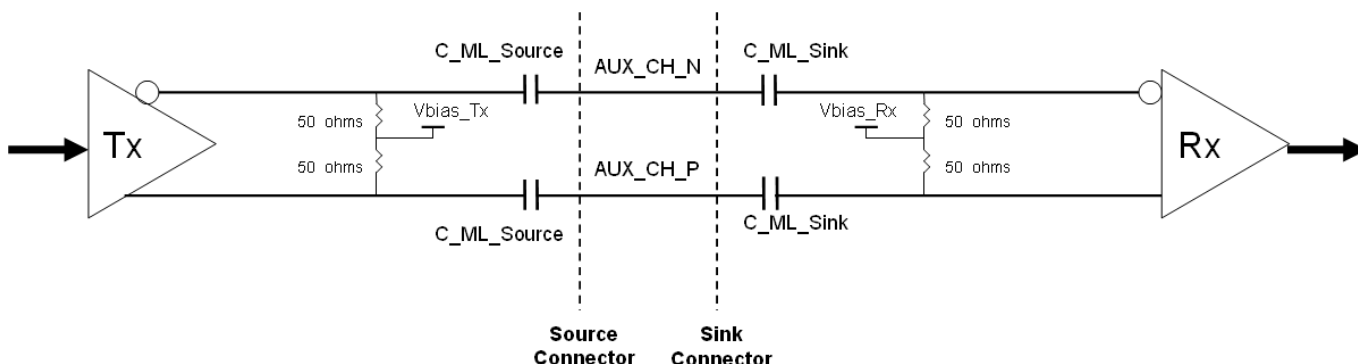 C_ML_Source
C_ML_Sink
AUX_CH_N
Vbias_Tx
Vbias_Rx
50 ohms
50 ohms
Tx
Rx
50 ohms
50 ohms
AUX_CH_P
C_ML_Source
C_ML_Sink
Source
Connector
Sink
Connector